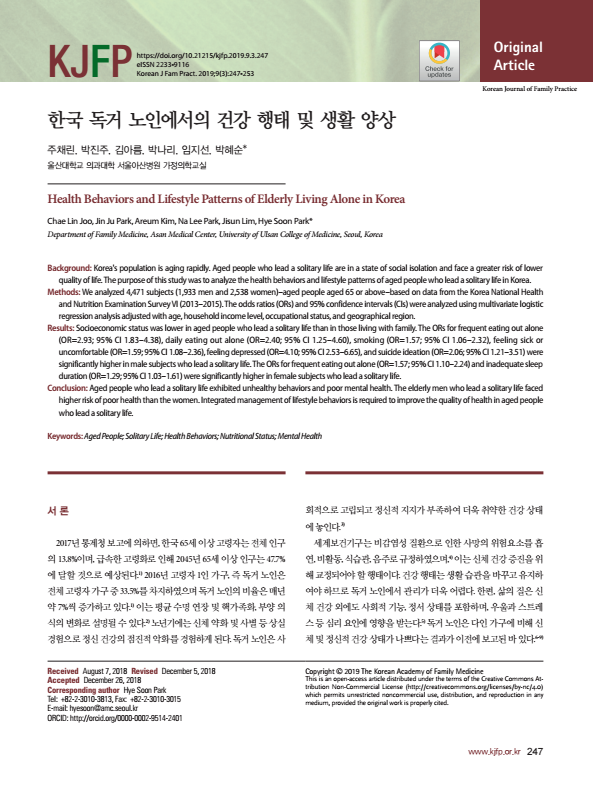 KJFP
https://doi.org/10.21215/kjfp.2019.9.3.247
eISSN 2233-9116
Korean J Fam Pract. 2019;9(3):247-253
Check for
updates
Original
Article
Korean Journal of Family Practice
한국 독거 노인에서의 건강 행태 및 생활 양상
주채린, 박진주, 김아름, 박나리, 임지선, 박혜순*
울산대학교 의과대학 서울아산병원 가정의학교실
Health Behaviors and Lifestyle Patterns of Elderly Living Alone in Korea
Chae Lin Joo, Jin Ju Park, Areum Kim, Na Lee Park, Jisun Lim, Hye Soon Park*
Department of Family Medicine, Asan Medical Center, University of Ulsan College of Medicine, Seoul, Korea
Background: Korea's population is aging rapidly. Aged people who lead a solitary life are in a state of social isolation and face a greater risk of lower
quality of life. The purpose of this study was to analyze the health behaviors and lifestyle patterns of aged people who lead a solitary life in Korea.
Methods: We analyzed 4,471 subjects (1,933 men and 2,538 women)–aged people aged 65 or above–based on data from the Korea National Health
and Nutrition Examination Survey VI (2013–2015). The odds ratios (ORs) and 95% confidence intervals (CIs) were analyzed using multivariate logistic
regression analysis adjusted with age, household income level, occupational status, and geographical region.
Results: Socioeconomic status was lower in aged people who lead a solitary life than in those living with family. The ORs for frequent eating out alone
(OR=2.93; 95% CI 1.83–4.38), daily eating out alone (OR=2.40; 95% CI 1.25–4.60), smoking (OR=1.57; 95% CI 1.06–2.32), feeling sick or
uncomfortable (OR=1.59; 95% CI 1.08–2.36), feeling depressed (OR=4.10; 95% CI 2.53–6.65), and suicide ideation (OR=2.06; 95% CI 1.21–3.51) were
significantly higher in male subjects who lead a solitary life. The ORs for frequent eating out alone (OR=1.57; 95% CI 1.10–2.24) and inadequate sleep
duration (OR=1.29; 95% CI 1.03–1.61) were significantly higher in female subjects who lead a solitary life.
Conclusion: Aged people who lead a solitary life exhibited unhealthy behaviors and poor mental health. The elderly men who lead a solitary life faced
higher risk of poor health than the women. Integrated management of lifestyle behaviors is required to improve the quality of health in aged people
who lead a solitary life.
Keywords: Aged People; Solitary Life; Health Behaviors; Nutritional Status; Mental Health
서 론
2017년 통계청 보고에 의하면, 한국 65세 이상 고령자는 전체 인구
의 13.8%이며, 급속한 고령화로 인해 2045년 65세 이상 인구는 47.7%
에 달할 것으로 예상된다.1) 2016년 고령자 1인 가구, 즉 독거 노인은
전체 고령자 가구 중 33.5%를 차지하였으며 독거 노인의 비율은 매년
약 7%씩 증가하고 있다.1) 이는 평균 수명 연장 및 핵가족화, 부양 의
식의 변화로 설명될 수 있다.2) 노년기에는 신체 약화 및 사별 등 상실
경험으로 정신 건강의 점진적 악화를 경험하게 된다. 독거 노인은 사
회적으로 고립되고 정신적 지지가 부족하여 더욱 취약한 건강 상태
에 놓인다.3)
세계보건기구는 비감염성 질환으로 인한 사망의 위험요소를 흡
연, 비활동, 식습관, 음주로 규정하였으며,4) 이는 신체 건강 증진을 위
해 교정되어야 할 행태이다. 건강 행태는 생활 습관을 바꾸고 유지하
여야 하므로 독거 노인에서 관리가 더욱 어렵다. 한편, 삶의 질은 신
체 건강 외에도 사회적 기능, 정서 상태를 포함하며, 우울과 스트레
스 등 심리 요인에 영향을 받는다.5) 독거 노인은 다인 가구에 비해 신
체 및 정신적 건강 상태가 나쁘다는 결과가 이전에 보고된 바 있다.
Received August 7, 2018 Revised December 5, 2018
Accepted December 26, 2018
Corresponding author Hye Soon Park
Tel: +82-2-3010-3813, Fax: +82-2-3010-3015
E-mail: hyesoon@amc.seoul.kr
ORCID: http://orcid.org/0000-0002-9514-2401
Copyright © 2019 The Korean Academy of Family Medicine
This is an open-access article distributed under the terms of the Creative Commons At-
tribution Non-Commercial License (http://creativecommons.org/licenses/by-nc/4.0)
which permits unrestricted noncommercial use, distribution, and reproduction in any
medium, provided the original work is properly cited.
www.kjfp.or.kr 247